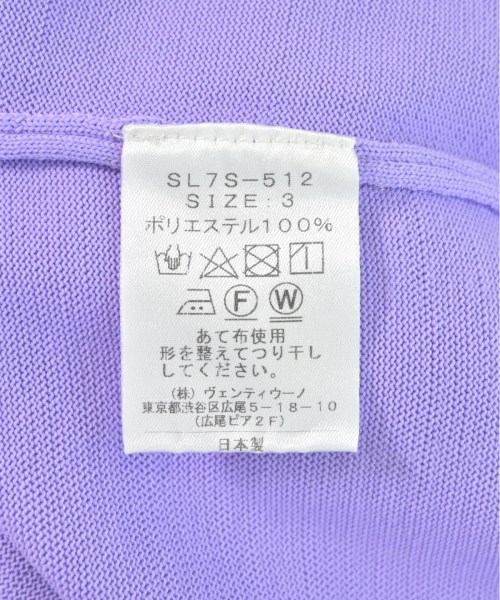 SL7S-512
SIZE:3
ポリエステル100%
F W
あて布使用
形を整えてつり干し
してください。
(株) ヴェンティウーノ
東京都渋谷区広尾5-18-10
(広尾ピア2F)
日本製